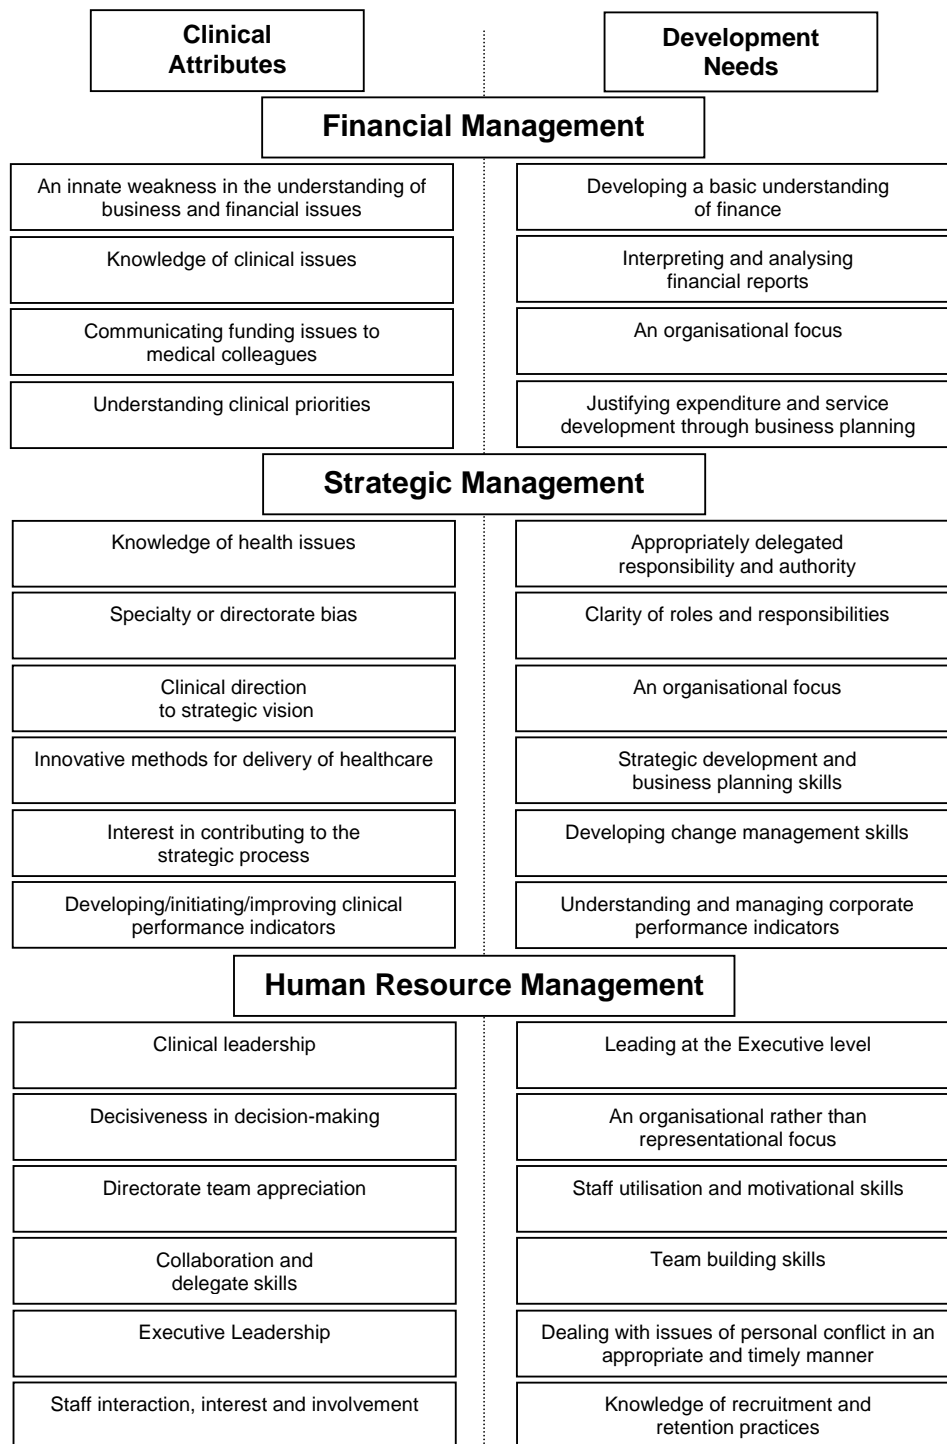 Clinical
Attributes
Development
Needs
Financial Management
An innate weakness in the understanding of
business and financial issues
Developing a basic understanding
of finance
Knowledge of clinical issues
Interpreting and analysing
financial reports
Communicating funding issues to
medical colleagues
An organisational focus
Understanding clinical priorities
Justifying expenditure and service
development through business planning
Strategic Management
Knowledge of health issues
Appropriately delegated
responsibility and authority
Specialty or directorate bias
Clarity of roles and responsibilities
Clinical direction
to strategic vision
An organisational focus
Innovative methods for delivery of healthcare
Strategic development and
business planning skills
Interest in contributing to the
strategic process
Developing change management skills
Developing/initiating/improving clinical
performance indicators
Understanding and managing corporate
performance indicators
Human Resource Management
Clinical leadership
Leading at the Executive level
Decisiveness in decision-making
An organisational rather than
representational focus
Directorate team appreciation
Staff utilisation and motivational skills
Collaboration and
delegate skills
Team building skills
Executive Leadership
Dealing with issues of personal conflict in an
appropriate and timely manner
Staff interaction, interest and involvement
Knowledge of recruitment and
retention practices